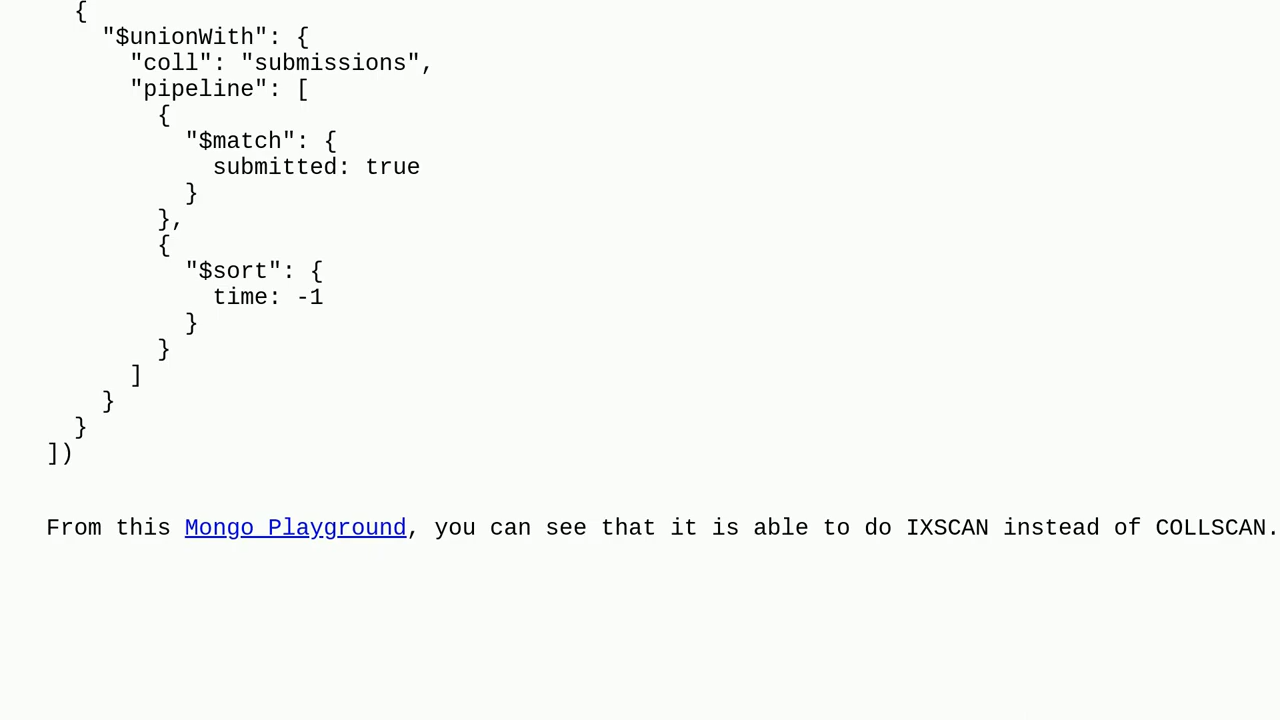 {
"$unionWith": {
"coll": "submissions",
"pipeline": [
{
"$match": {
submitted: true
}
},
{
"$sort": {
time: -1
}
}
]
}
}
])
From this Mongo Playground, you can see that it is able to do IXSCAN instead of COLLSCAN.